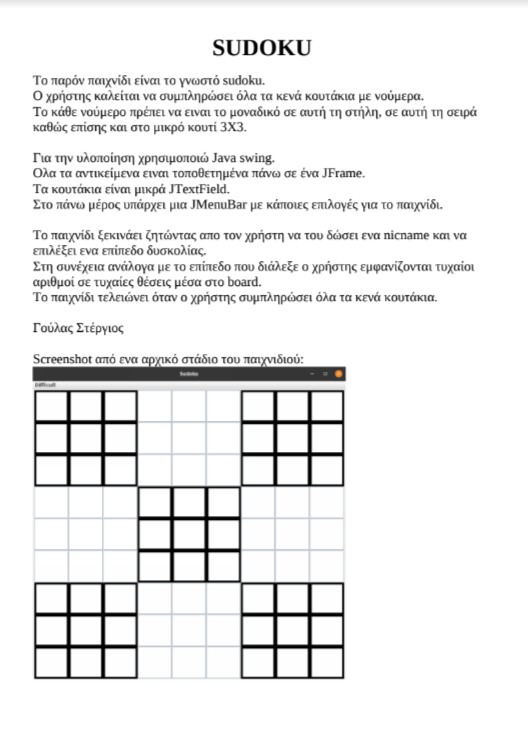 SUDOKU
Το παρόν παιχνίδι είναι το γνωστό sudoku.
Ο χρήστης καλείται να συμπληρώσει όλα τα κενά κουτάκια με νούμερα.
Το κάθε νούμερο πρέπει να ειναι το μοναδικό σε αυτή τη στήλη, σε αυτή τη σειρά
καθώς επίσης και στο μικρό κουτί 3Χ3.
Για την υλοποίηση χρησιμοποιώ Java swing.
Ολα τα αντικείμενα ειναι τοποθετημένα πάνω σε ένα JFrame.
Τα κουτάκια είναι μικρά JTextField.
Στο πάνω μέρος υπάρχει μια JMenuBar με κάποιες επιλογές για το παιχνίδι.
Το παιχνίδι ξεκινάει ζητώντας απο τον χρήστη να του δώσει ενα nicname και να
επιλέξει ενα επίπεδο δυσκολίας.
Στη συνέχεια ανάλογα με το επίπεδο που διάλεξε ο χρήστης εμφανίζονται τυχαίοι
αριθμοί σε τυχαίες θέσεις μέσα στο board.
Το παιχνίδι τελειώνει όταν ο χρήστης συμπληρώσει όλα τα κενά κουτάκια.
Γούλας Στέργιος
Screenshot από ενα αρχικό στάδιο του παιχνιδιού:
Sudoku
Difficult